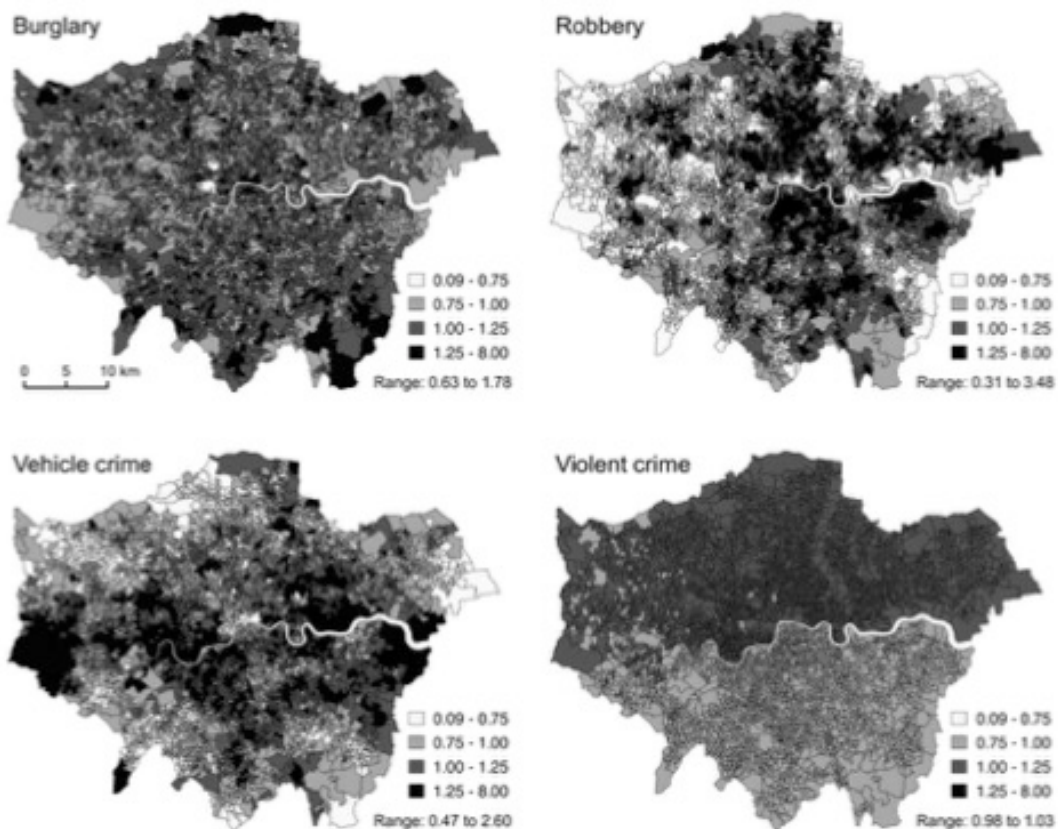 Burglary
0.09 - 0.75
0.75 - 1.00
1.00 - 1.25
1.25 - 8.00
0 5 10 km
Range: 0.63 to 1.78
Robbery
0.09 - 0.75
0.75 - 1.00
1.00 - 1.25
1.25 - 8.00
Range: 0.31 to 3.48
Vehicle crime
0.09 - 0.75
0.75 - 1.00
1.00 - 1.25
1.25 - 8.00
Range: 0.47 to 2.60
Violent crime
0.09 - 0.75
0.75 - 1.00
1.00 - 1.25
1.25 - 8.00
Range: 0.98 to 1.03